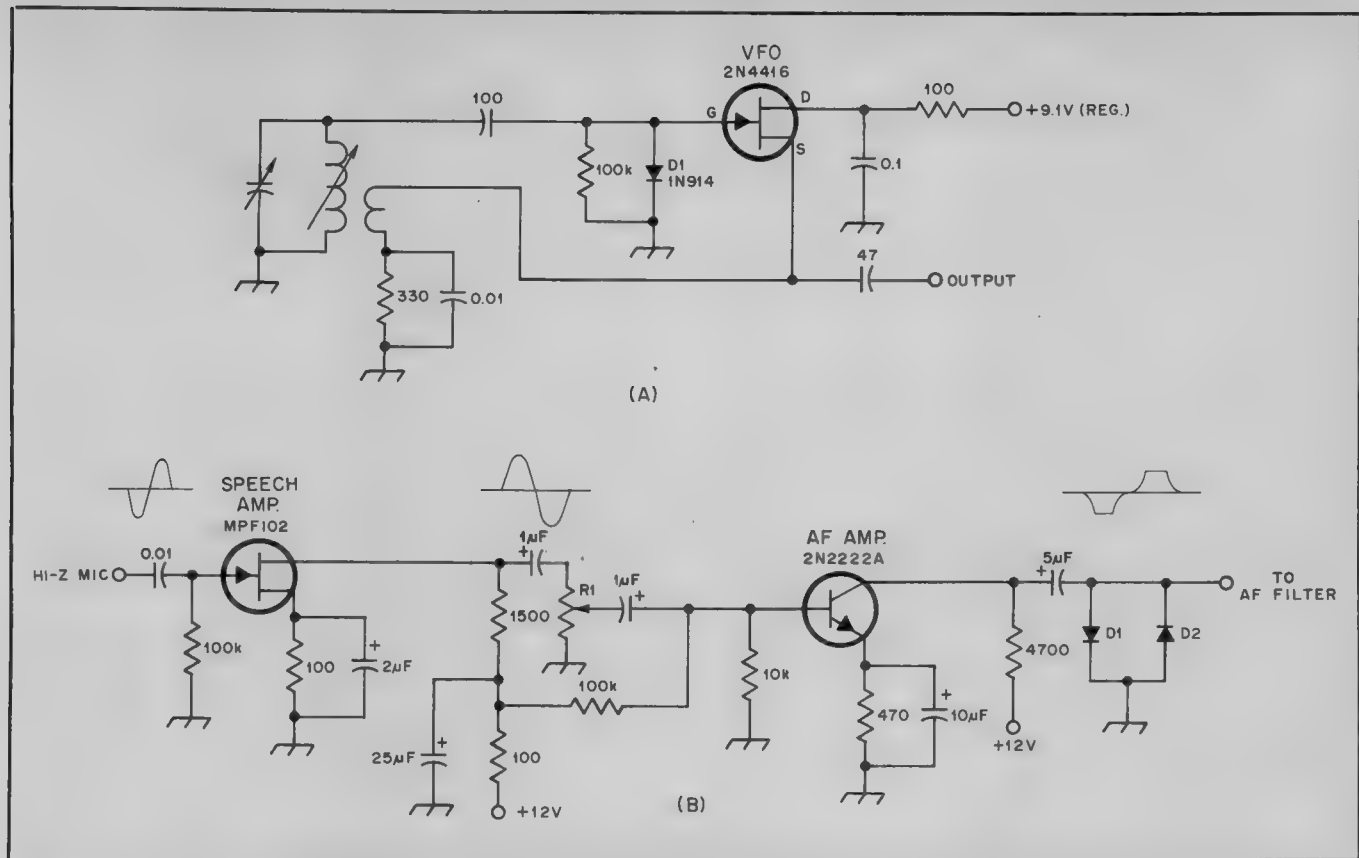 VFO
2N4416
100
G
D
S
100
+9.1V (REG.)
100k
D1
1N914
0.1
330
0.01
47
OUTPUT
(A)
SPEECH
AMP.
MPF102
HI-Z MIC
0.01
100k
100
+
2µF
+
1µF
R1
1µF
+
1500
100k
+
25µF
100
+12V
(B)
AF AMP.
2N2222A
10k
470
+
10µF
+
5µF
4700
+12V
D1
D2
TO
AF FILTER